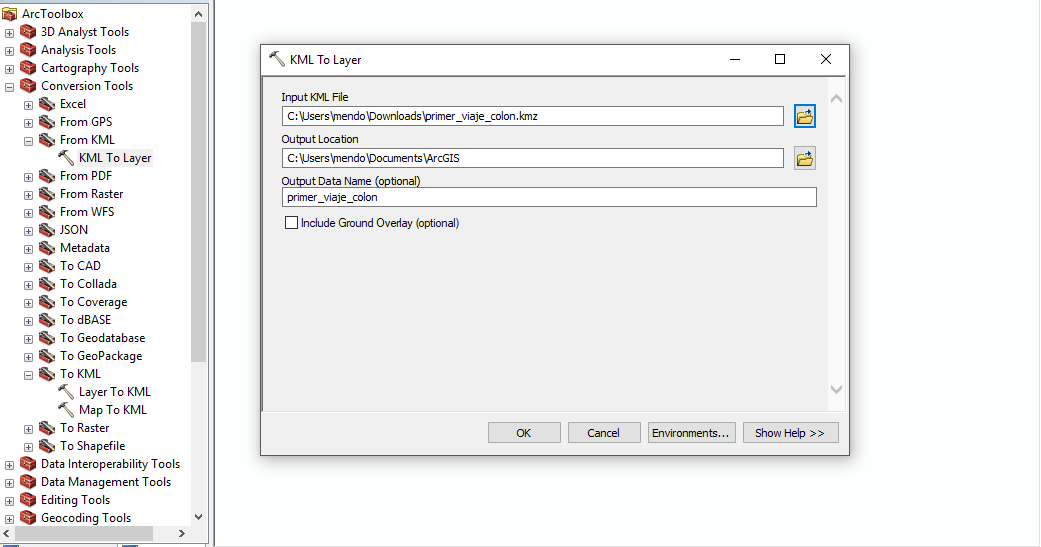 ArcToolbox
3D Analyst Tools
Analysis Tools
Cartography Tools
Conversion Tools
Excel
From GPS
From KML
KML To Layer
From PDF
From Raster
From WFS
JSON
Metadata
To CAD
To Collada
To Coverage
To dBASE
To Geodatabase
To GeoPackage
To KML
Layer To KML
Map To KML
To Raster
To Shapefile
Data Interoperability Tools
Data Management Tools
Editing Tools
Geocoding Tools
KML To Layer
Input KML File
C:\Users\mendo\Downloads\primer_viaje_colon.kmz
Output Location
C:\Users\mendo\Documents\ArcGIS
Output Data Name (optional)
primer_viaje_colon
Include Ground Overlay (optional)
OK Cancel Environments... Show Help >>